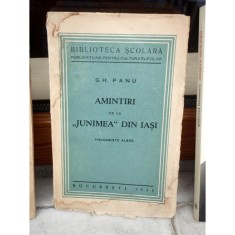 BIBLIOTECA ȘCOLARĂ
GH. PANU
AMINTIRI
DE LA
„JUNIMEA" DIN IAȘI
FRAGMENTE ALESE
BUCUREȘTI